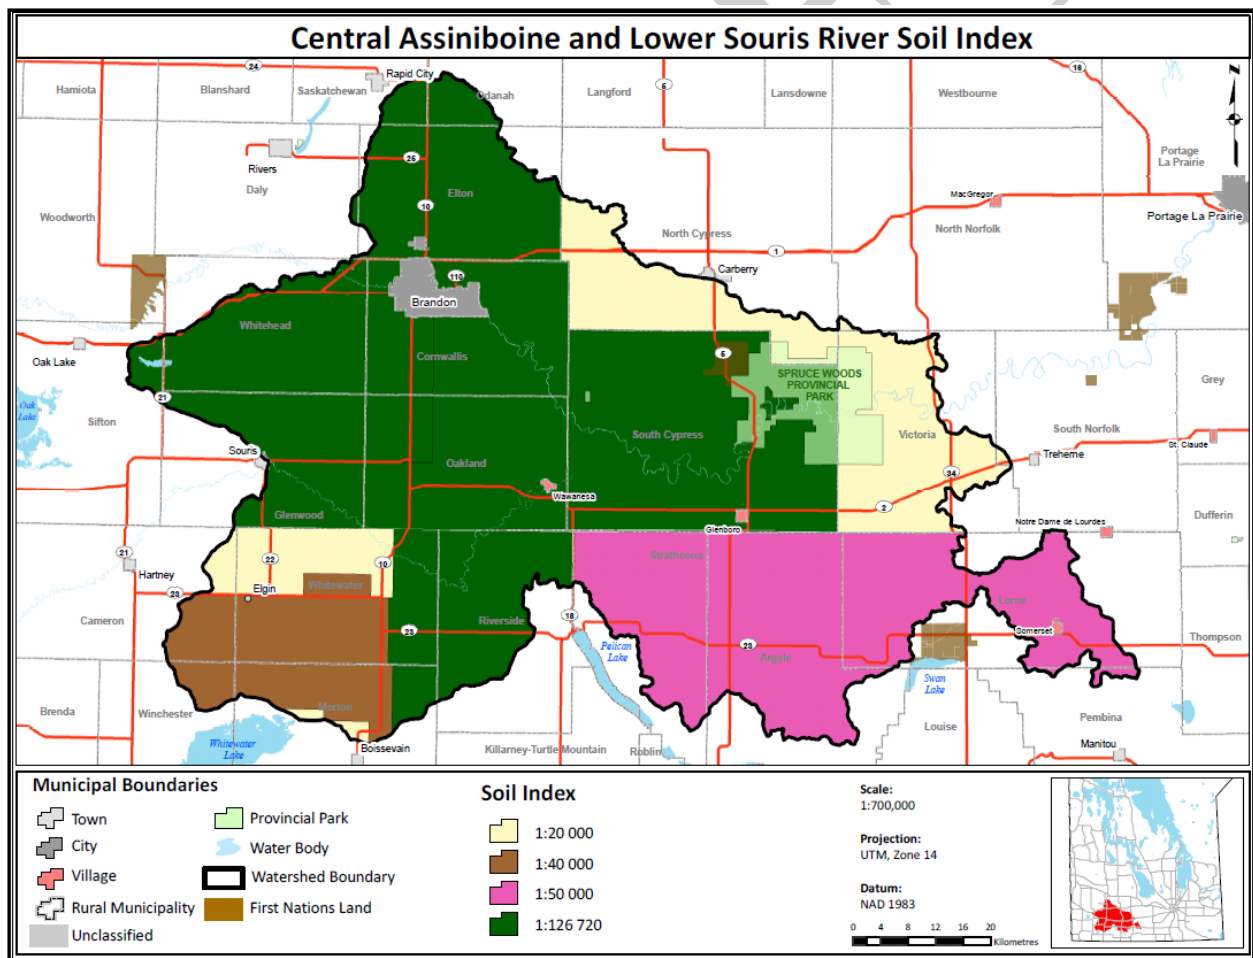 Central Assiniboine and Lower Souris River Soil Index
24
Rapid City
16
Hamiota
Blanshard
Saskatchewan
Odanah
Langford
5
Lansdowne
Westbourne
N
Rivers
25
Daly
Elton
Portage
La Prairie
MacGregor
Woodworth
10
North Cypress
North Norfolk
Portage La Prairie
1
Carberry
110
Brandon
Whitehead
Cornwallis
5
Oak Lake
SPRUCE WOODS
PROVINCIAL
PARK
Grey
21
Oak
Lake
Sifton
South Cypress
Victoria
South Norfolk
St. Claude
Souris
Oakland
Treherne
34
Wawanesa
2
Glenwood
Glenboro
Notre Dame de Lourdes
Dufferin
21
22
10
Strathcona
Hartney
Elgin
Whitewater
23
Cameron
Riverside
18
Lorne
Somerset
23
Pelican
Lake
23
Argyle
Thompson
Swan
Lake
Brenda
Winchester
Morton
Louise
Pembina
Whitewater
Lake
Boissevain
Killarney-Turtle Mountain
Roblin
Manitou
Municipal Boundaries
Town
City
Village
Rural Municipality
Unclassified
Provincial Park
Water Body
Watershed Boundary
First Nations Land
Soil Index
1:20 000
1:40 000
1:50 000
1:126 720
Scale:
1:700,000
Projection:
UTM, Zone 14
Datum:
NAD 1983
0 4 8 12 16 20
Kilometres